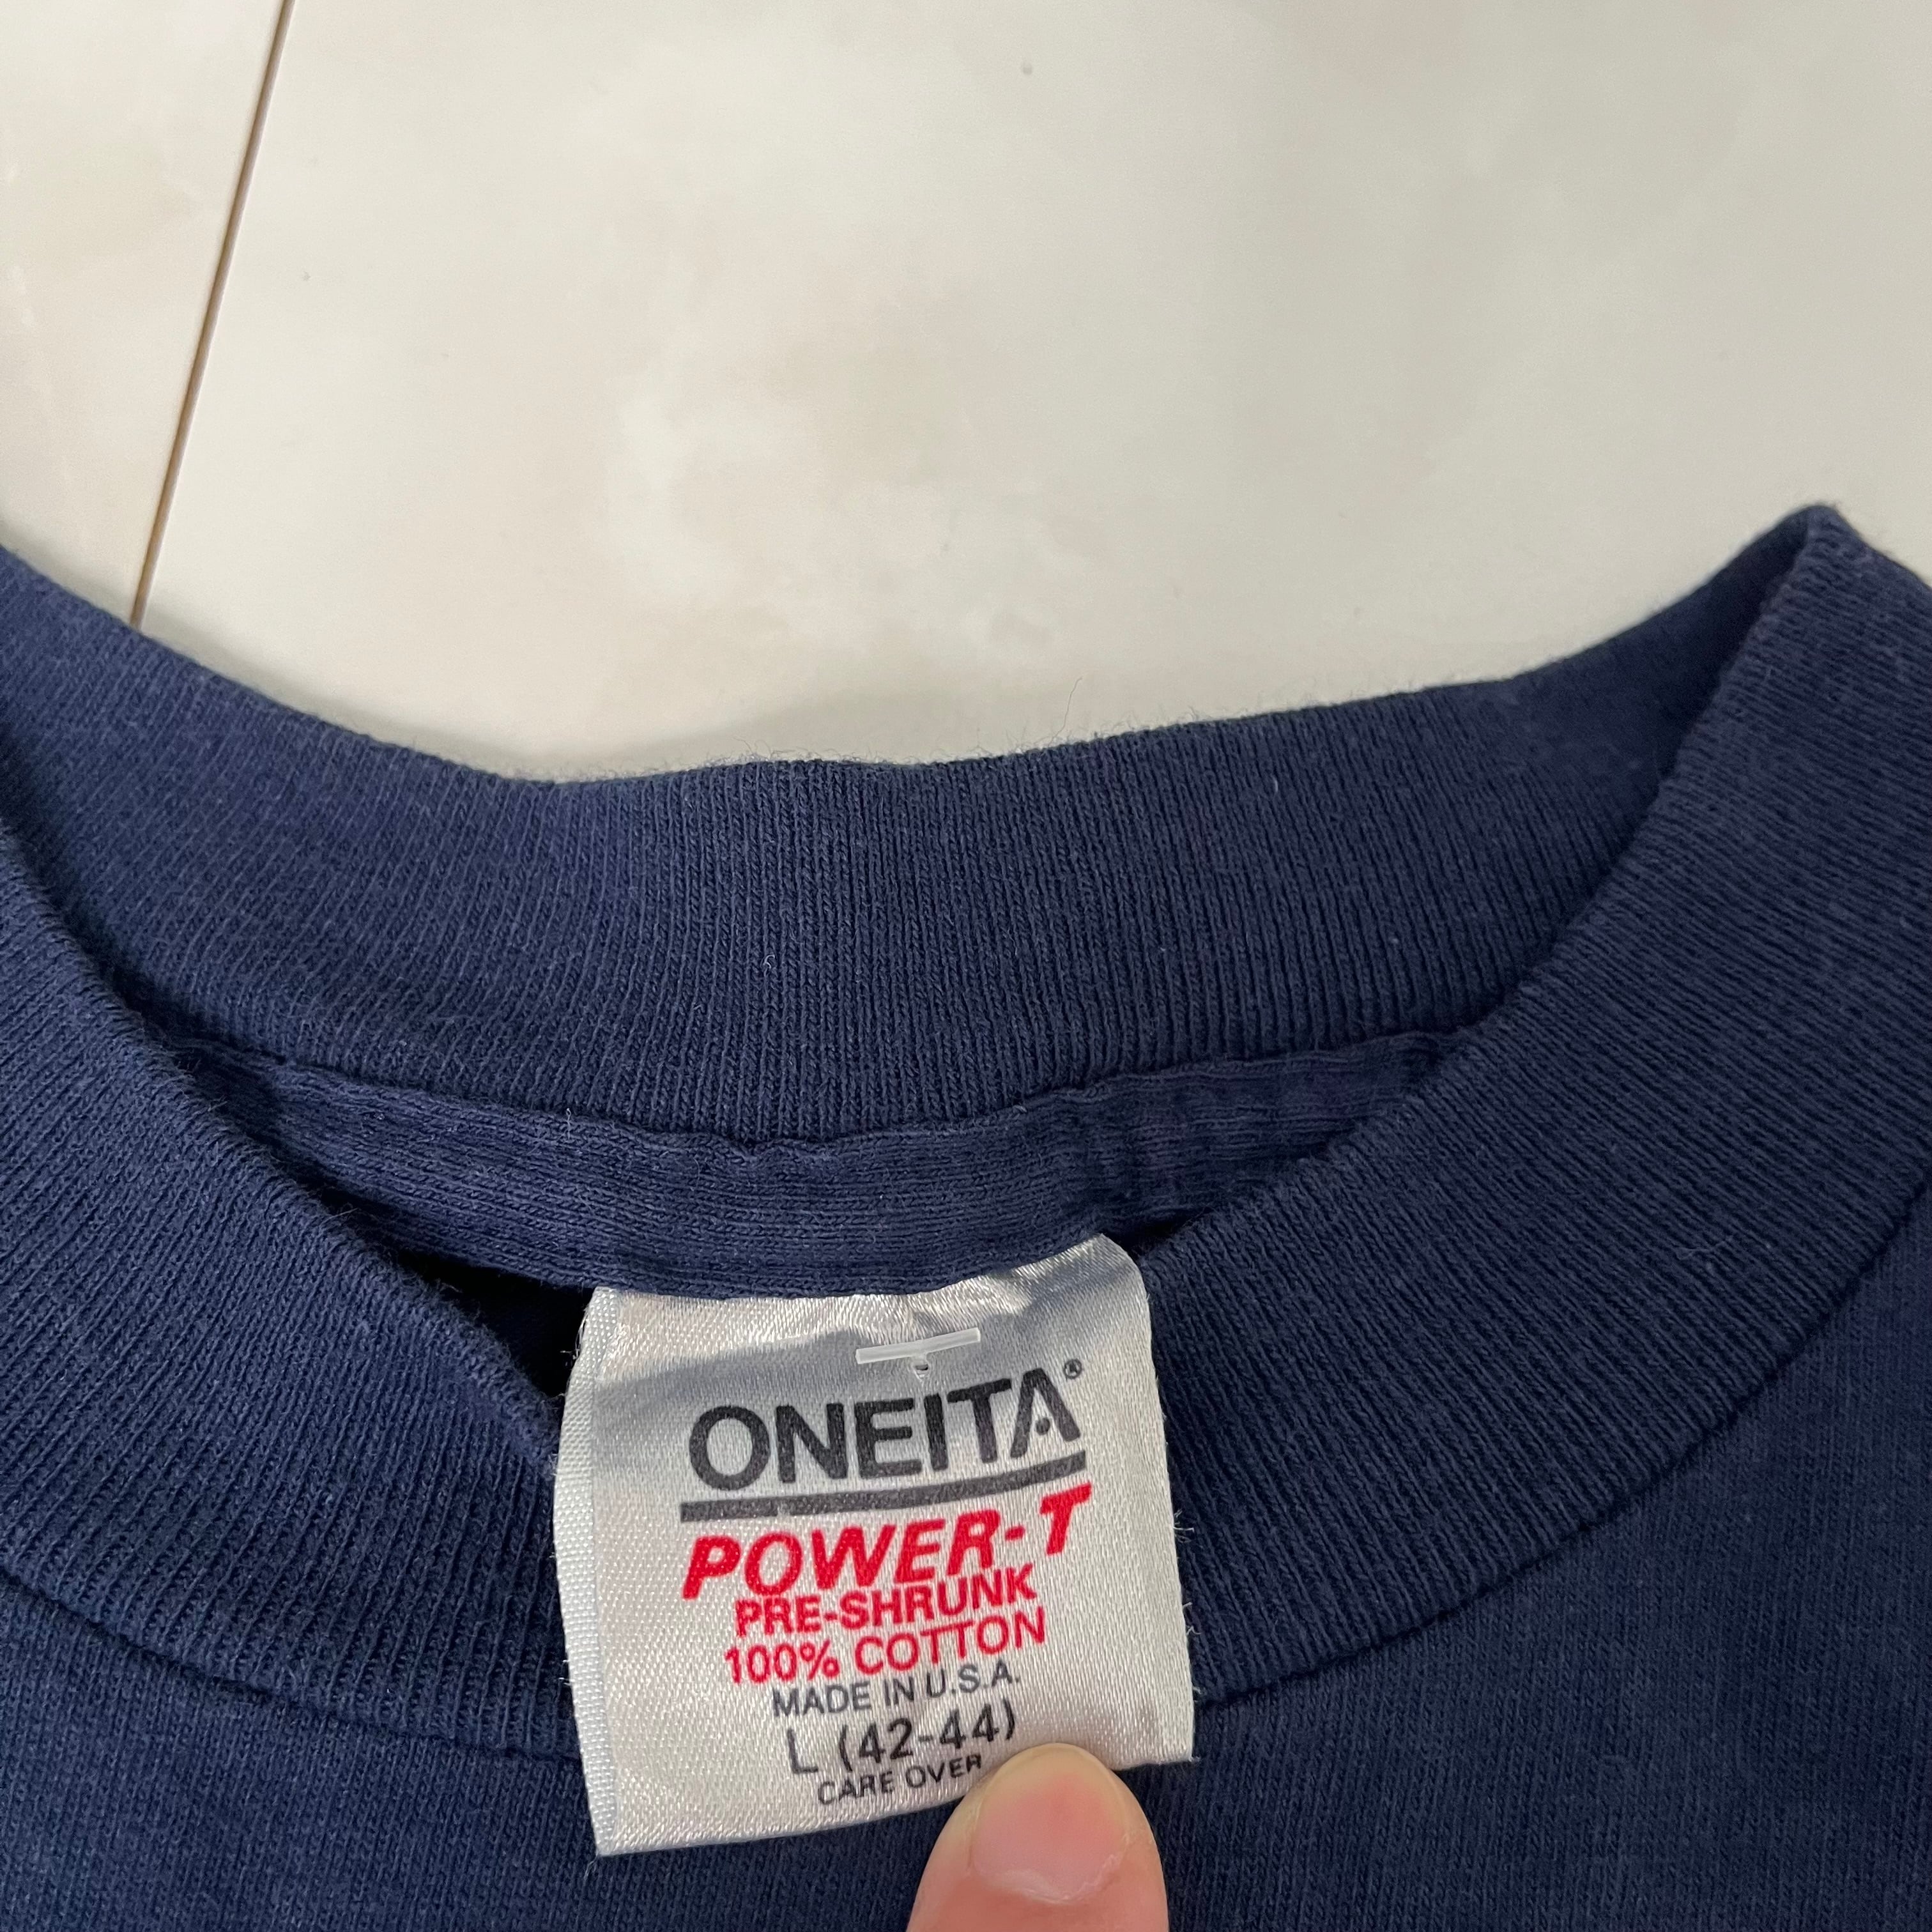 ONEITA®
POWER-T
PRE-SHRUNK
100% COTTON
MADE IN U.S.A.
L (42-44)
CARE OVER